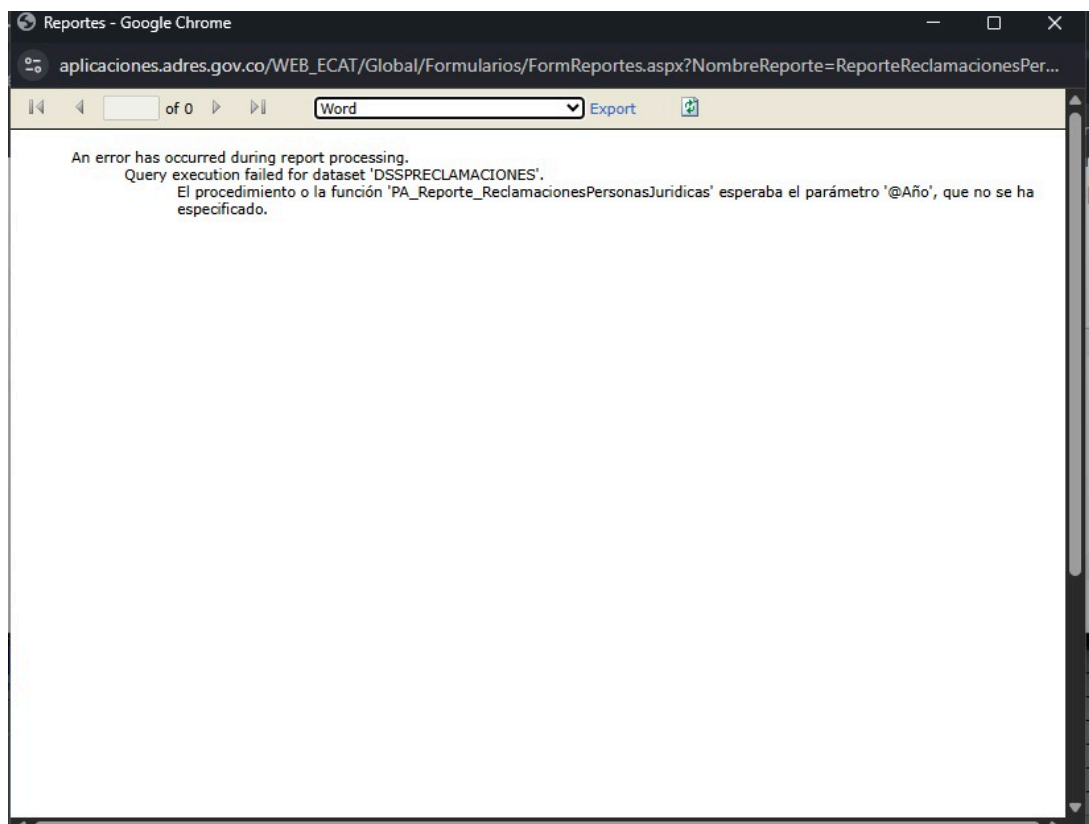 Reportes - Google Chrome
aplicaciones.adres.gov.co/WEB_ECAT/Global/Formularios/FormReportes.aspx?NombreReporte=ReporteReclamacionesPer...
of 0 Word Export
An error has occurred during report processing.
Query execution failed for dataset 'DSSPRECLAMACIONES'.
El procedimiento o la función 'PA_Reporte_ReclamacionesPersonasJuridicas' esperaba el parámetro '@Año', que no se ha
especificado.